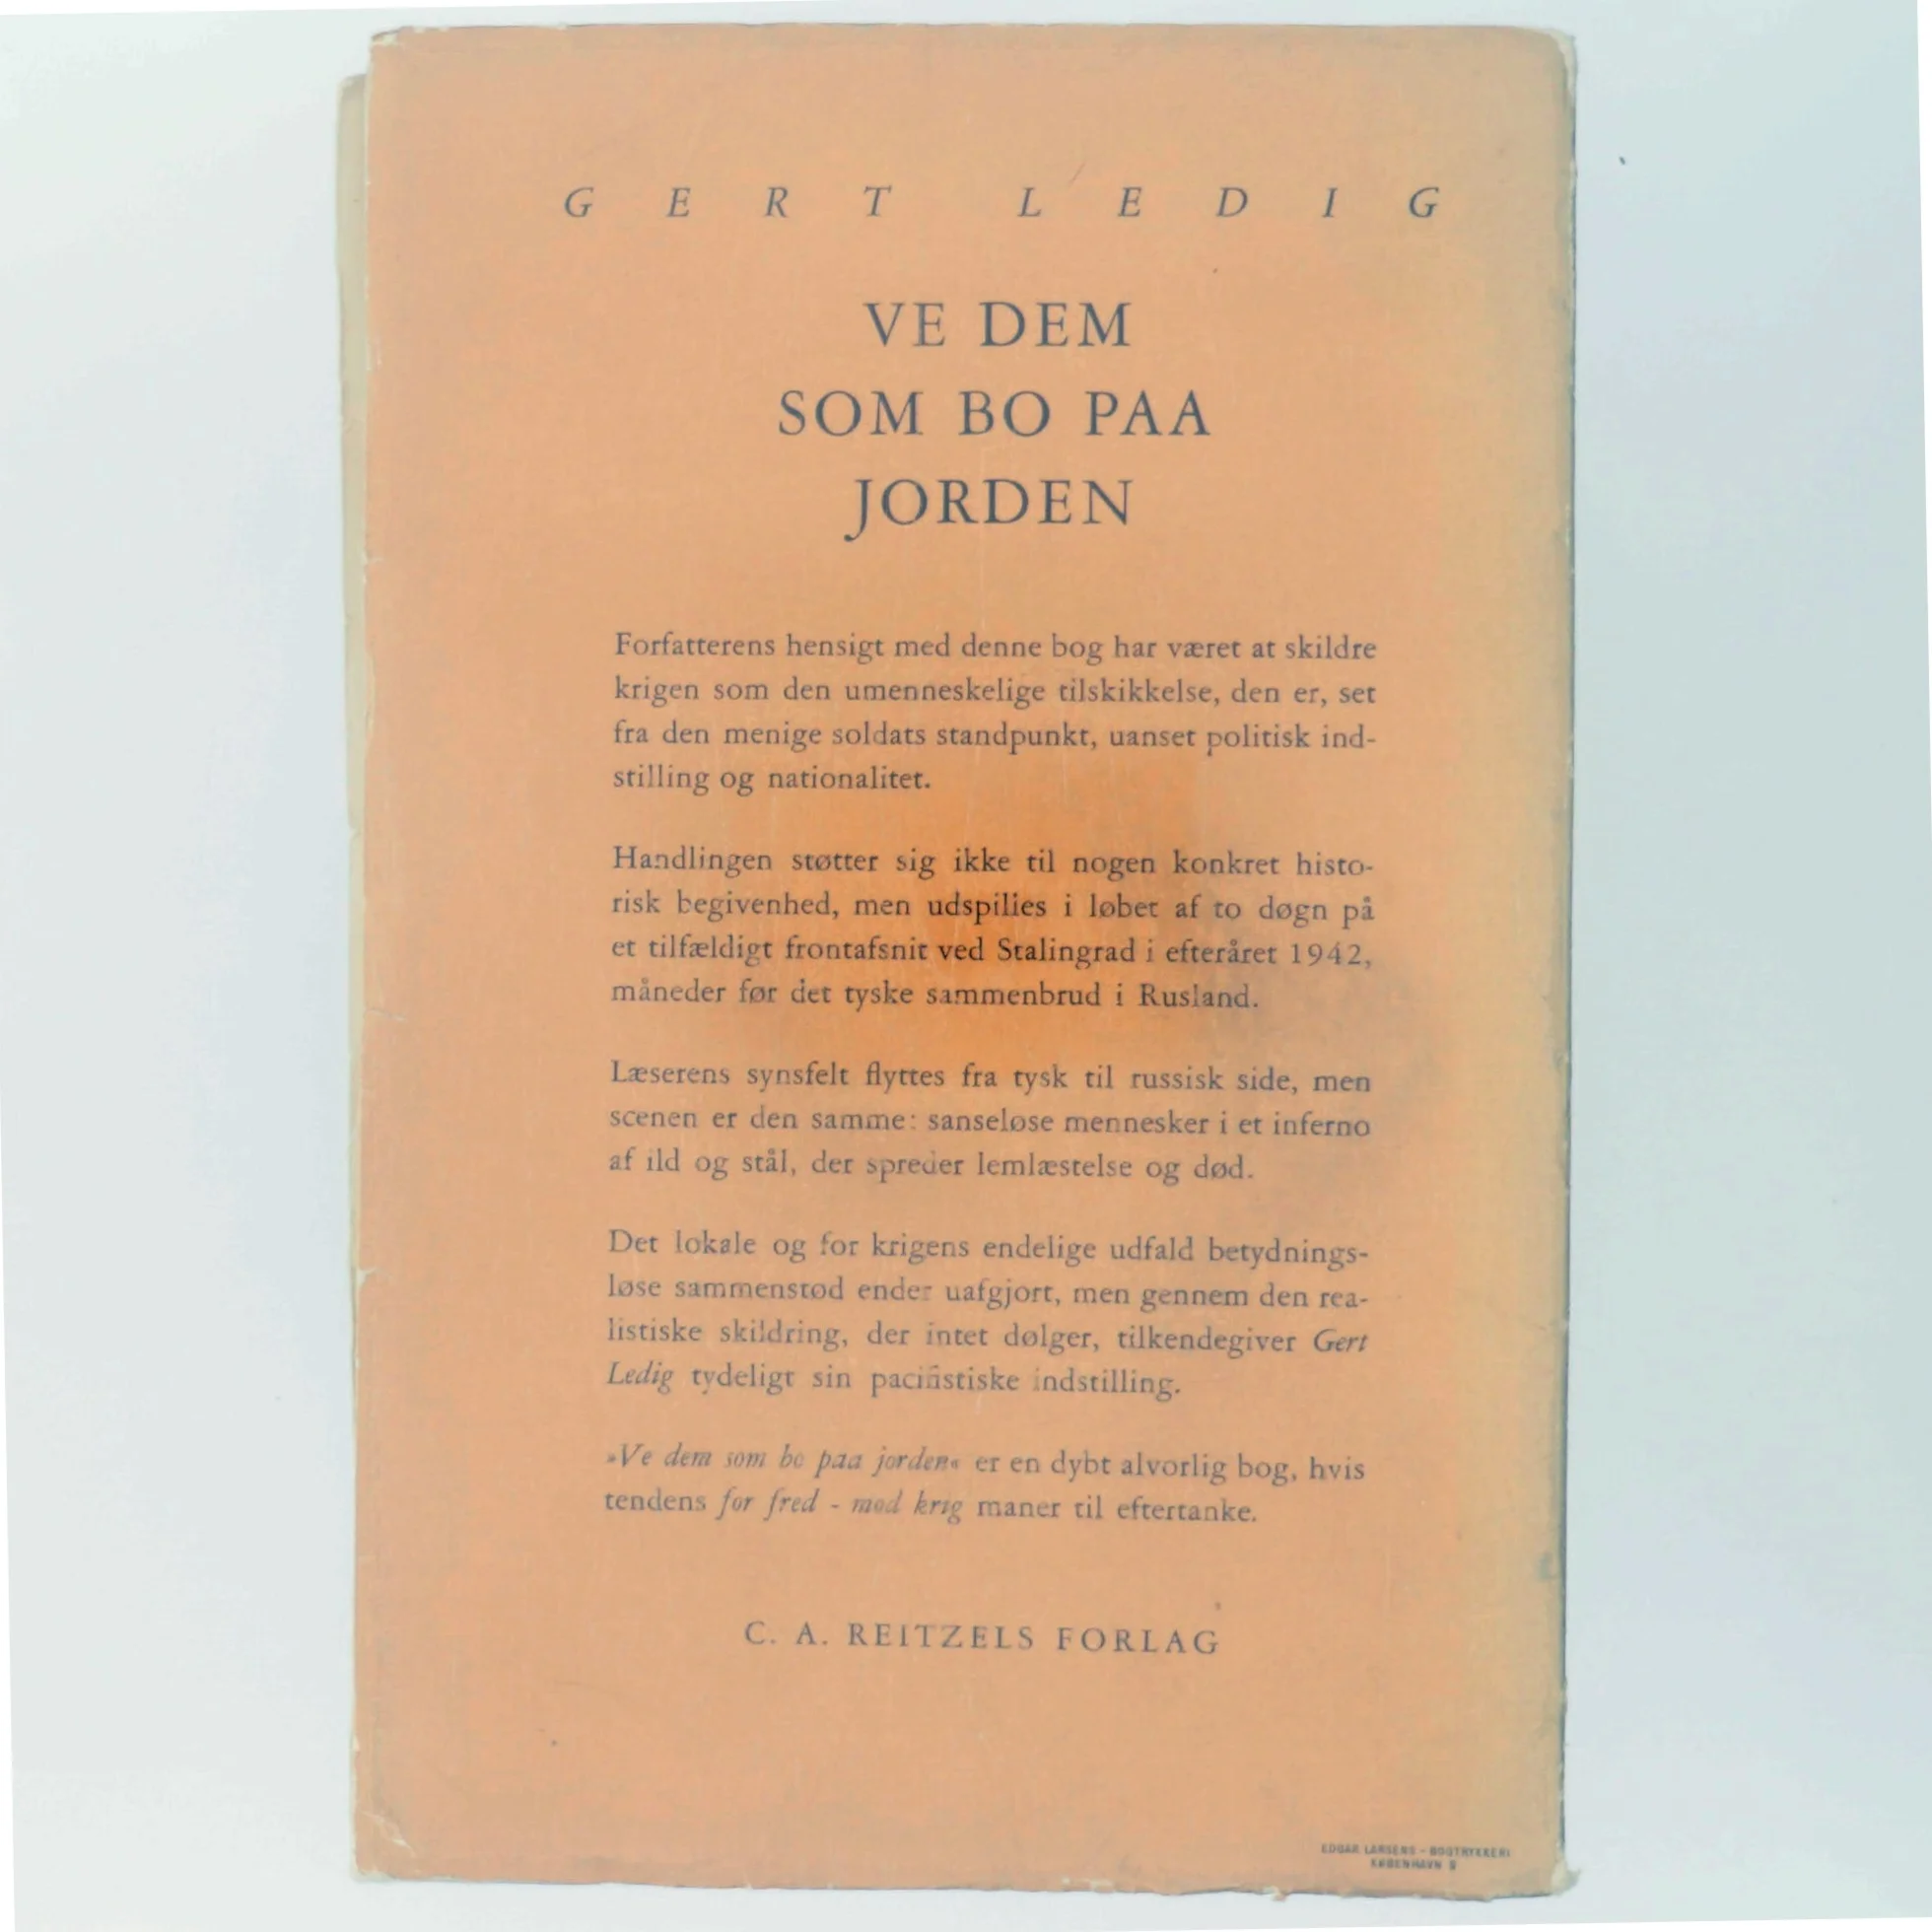 GERT LEDIG
VE DEM
SOM BO PAA
JORDEN
Forfatterens hensigt med denne bog har været at skildre
krigen som den umenneskelige tilskikkelse, den er, set
fra den menige soldats standpunkt, uanset politisk ind-
stilling og nationalitet.
Handlingen støtter sig ikke til nogen konkret histo-
risk begivenhed, men udspilles i løbet af to døgn på
et tilfældigt frontafsnit ved Stalingrad i efteråret 1942,
måneder før det tyske sammenbrud i Rusland.
Læserens synsfelt flyttes fra tysk til russisk side, men
scenen er den samme: sanseløse mennesker i et inferno
af ild og stål, der spreder lemlæstelse og død.
Det lokale og for krigens endelige udfald betydnings-
løse sammenstød ender uafgjort, men gennem den rea-
listiske skildring, der intet dølger, tilkendegiver Gert
Ledig tydeligt sin pacifistiske indstilling.
»Ve dem som bo paa jorden« er en dybt alvorlig bog, hvis
tendens for fred - mod krig maner til eftertanke.
C. A. REITZELS FORLAG
EDGAR LARSENS - BOGTRYKKERI
KØBENHAVN